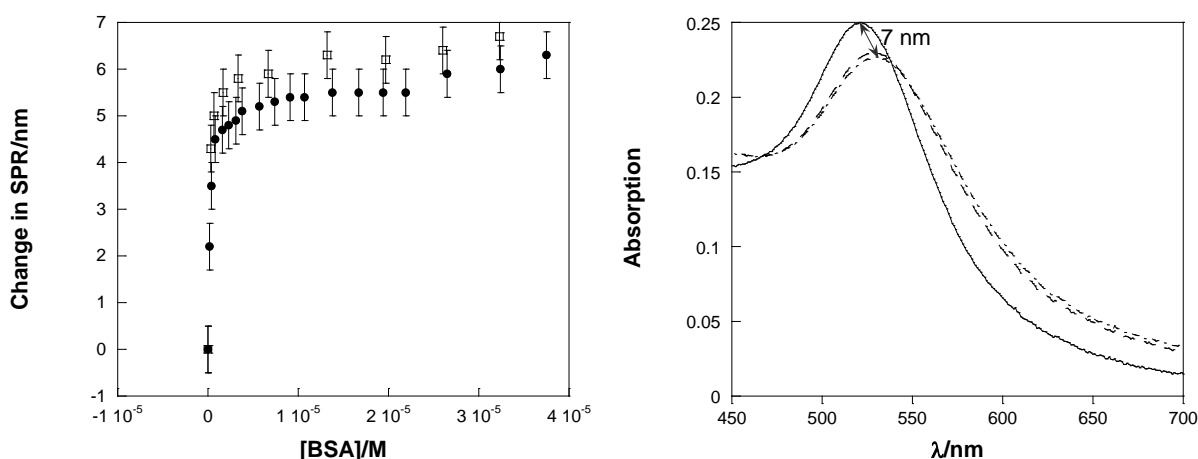 7
6
5
4
3
2
1
0
-1
Change in SPR/nm
-1 10⁻⁵ 0 1 10⁻⁵ 2 10⁻⁵ 3 10⁻⁵ 4 10⁻⁵
[BSA]/M
0.25
0.2
0.15
0.1
0.05
0
Absorption
7 nm
450 500 550 600 650 700
λ/nm